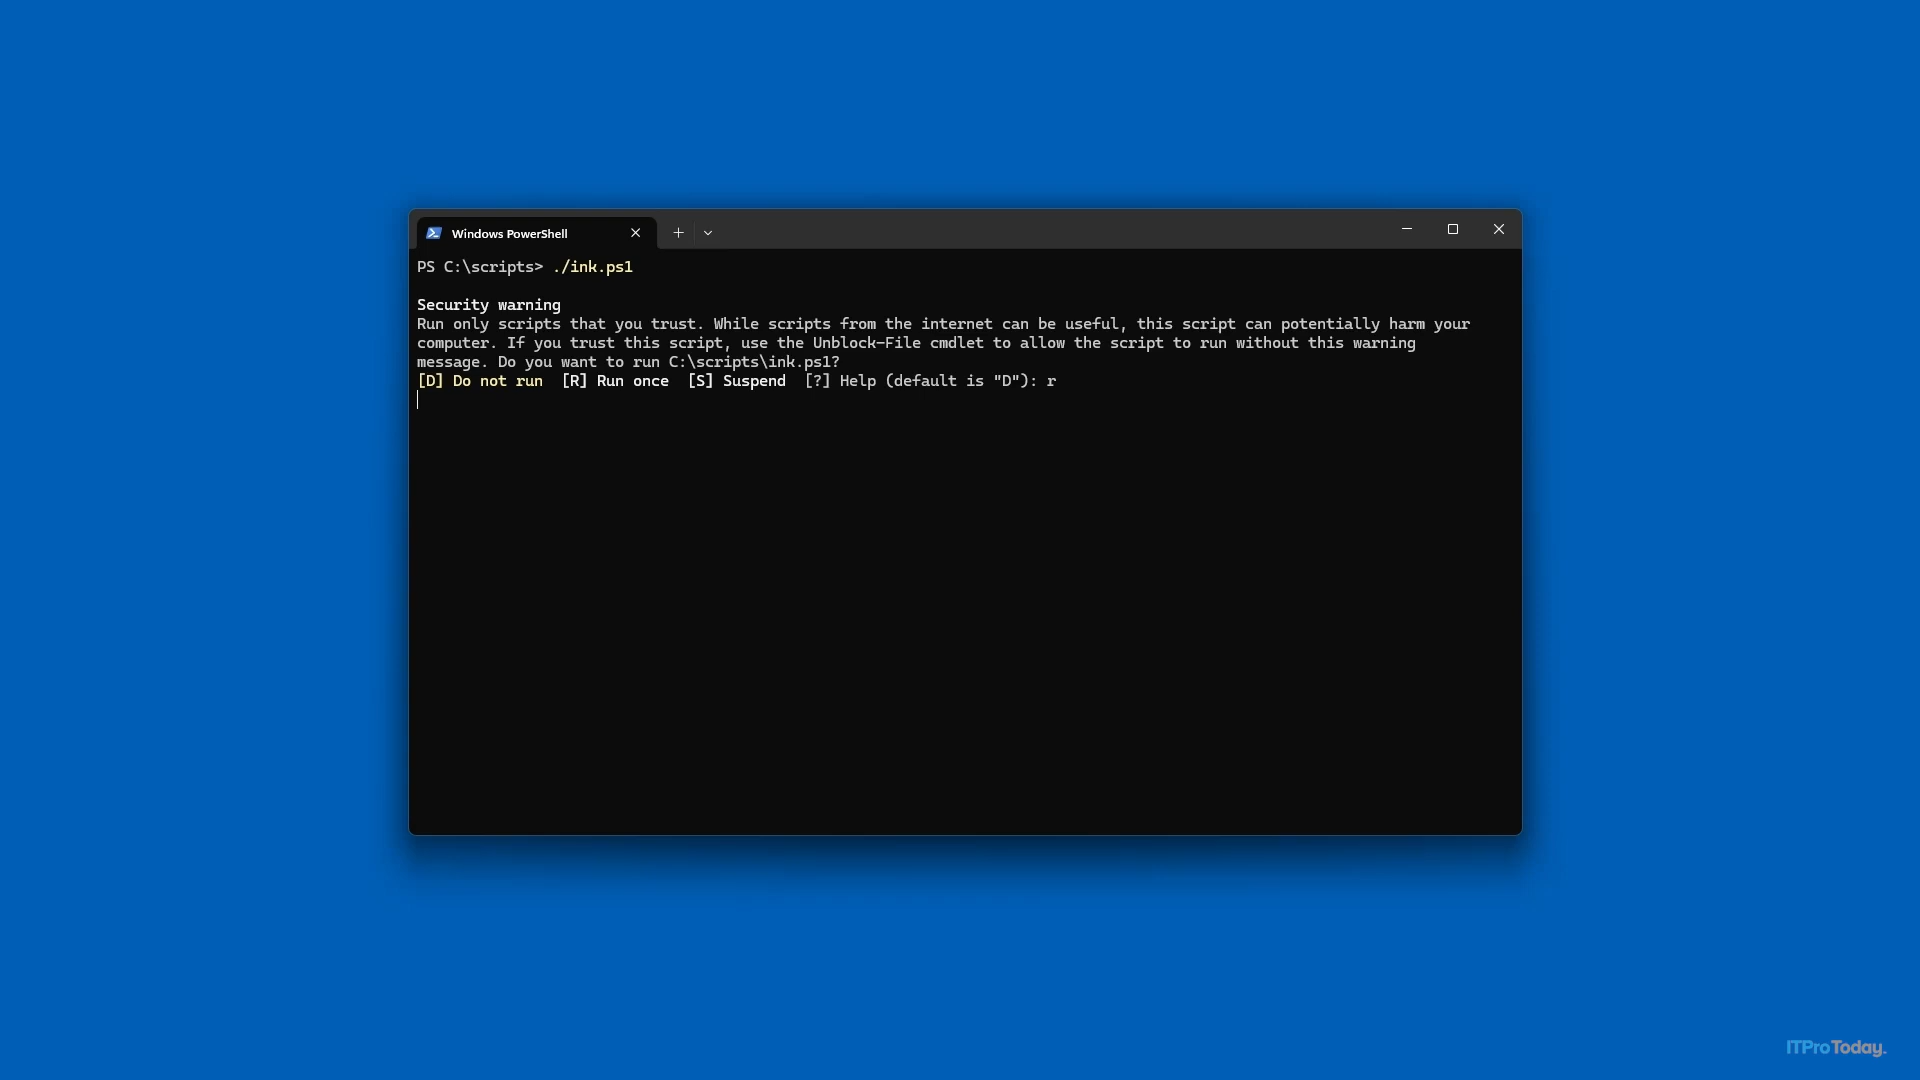 Windows PowerShell
PS C:\scripts> ./ink.ps1
Security warning
Run only scripts that you trust. While scripts from the internet can be useful, this script can potentially harm your
computer. If you trust this script, use the Unblock-File cmdlet to allow the script to run without this warning
message. Do you want to run C:\scripts\ink.ps1?
[D] Do not run  [R] Run once  [S] Suspend  [?] Help (default is "D"): r
ITProToday